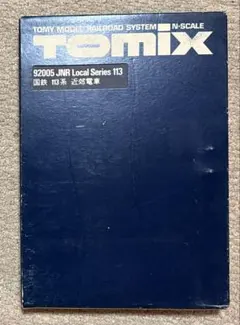 TOMY MODEL RAILROAD SYSTEM N-SCALE
TOMIX
92005 JNR Local Series 113
国鉄 113系 近郊電車